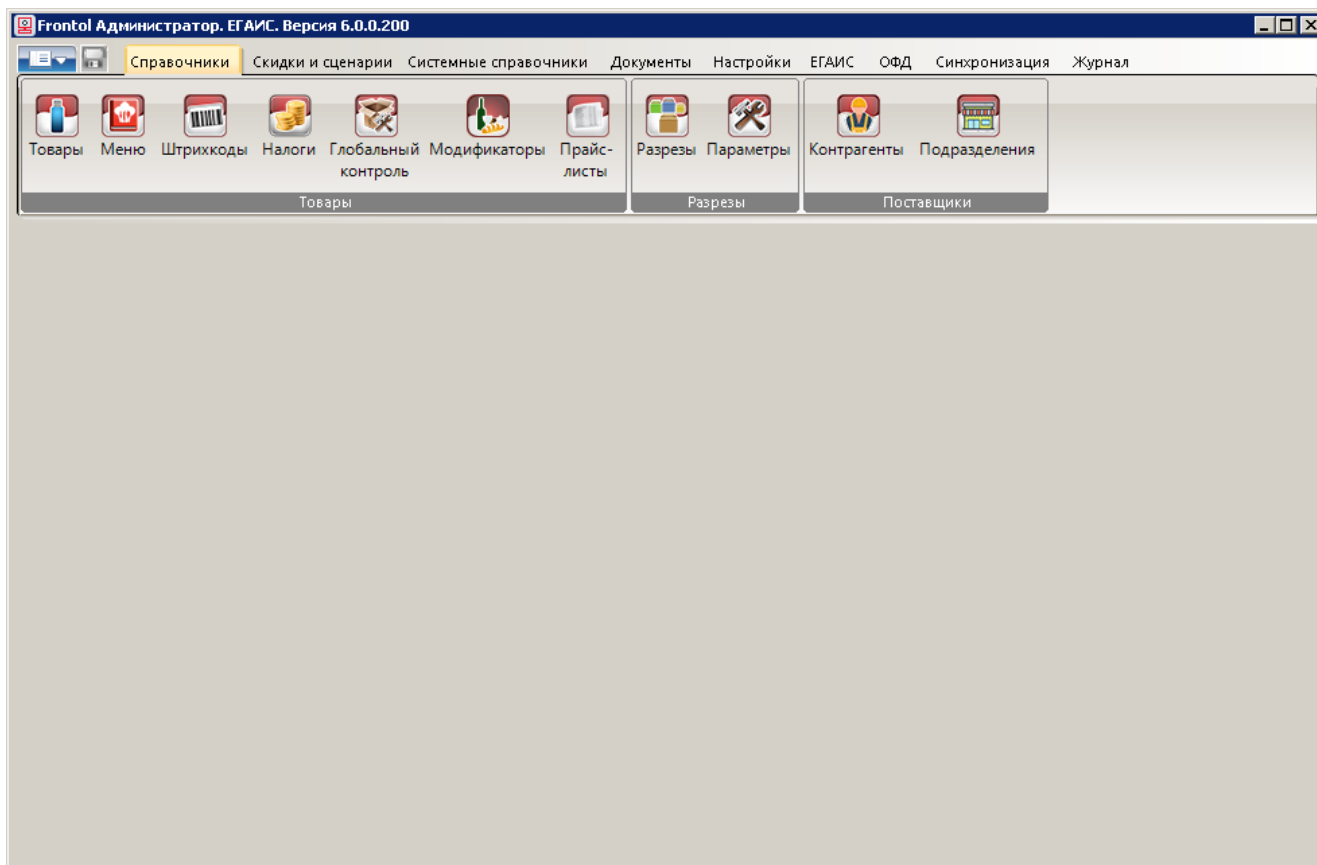 Frontol Администратор. ЕГАИС. Версия 6.0.0.200
Справочники Скидки и сценарии Системные справочники Документы Настройки ЕГАИС ОФД Синхронизация Журнал
Товары Меню Штрихкоды Налоги Глобальный Модификаторы Прайс- Разрезы Параметры Контрагенты Подразделения
контроль листы
Товары Разрезы Поставщики